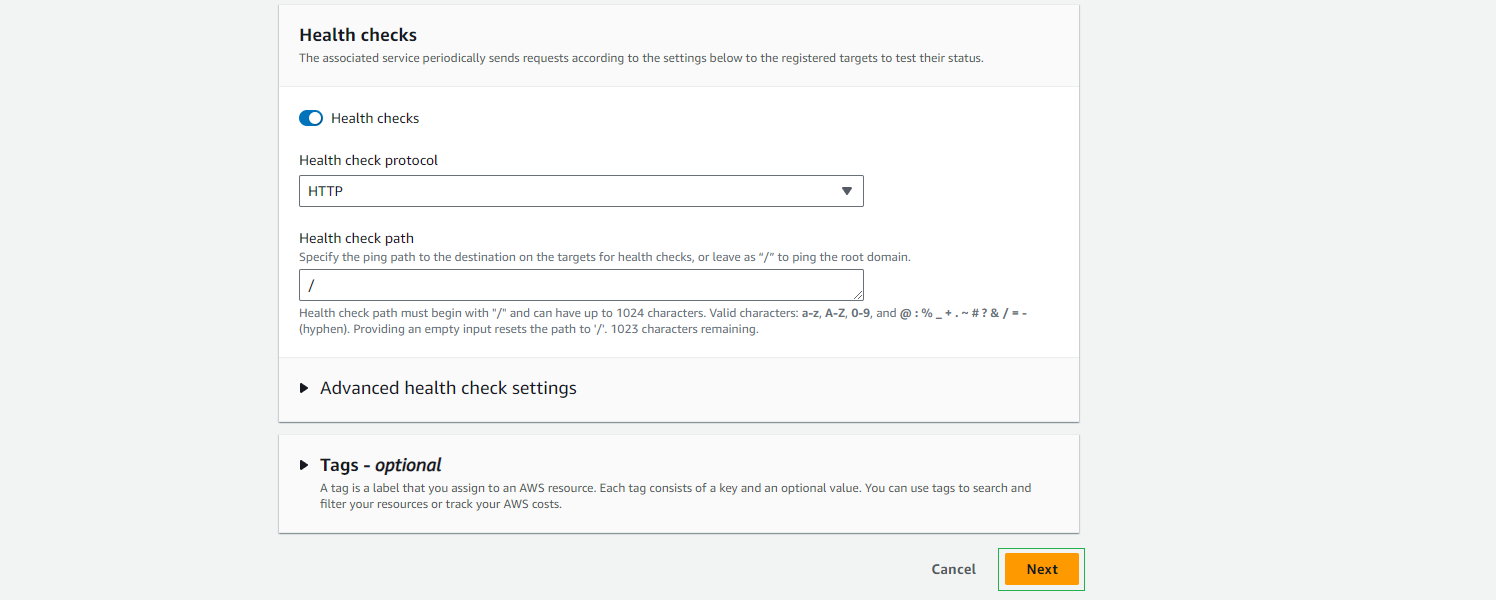 Health checks
The associated service periodically sends requests according to the settings below to the registered targets to test their status.
Health checks
Health check protocol
HTTP
Health check path
Specify the ping path to the destination on the targets for health checks, or leave as “/” to ping the root domain.
/
Health check path must begin with "/" and can have up to 1024 characters. Valid characters: a-z, A-Z, 0-9, and @ : % _ + . ~ # ? & / = -
(hyphen). Providing an empty input resets the path to '/'. 1023 characters remaining.
Advanced health check settings
Tags - optional
A tag is a label that you assign to an AWS resource. Each tag consists of a key and an optional value. You can use tags to search and
filter your resources or track your AWS costs.
Cancel
Next